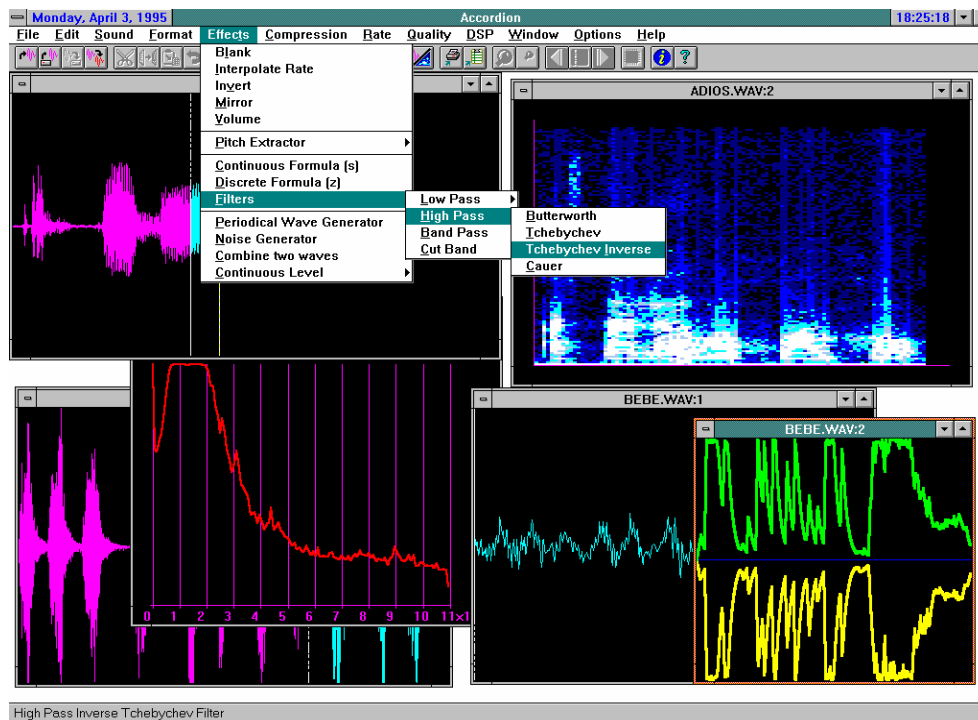 Monday, April 3, 1995 Accordion 18:25:18
File Edit Sound Format Effects Compression Rate Quality DSP Window Options Help
Blank
Interpolate Rate
Invert
Mirror
Volume
Pitch Extractor
Continuous Formula (s)
Discrete Formula (z)
Filters
Periodical Wave Generator
Noise Generator
Combine two waves
Continuous Level
Low Pass
High Pass
Band Pass
Cut Band
Butterworth
Tchebychev
Tchebychev Inverse
Cauer
ADIOS.WAV:2
BEBE.WAV:1
BEBE.WAV:2
0 1 2 3 4 5 6 7 8 9 10 11x1
High Pass Inverse Tchebychev Filter